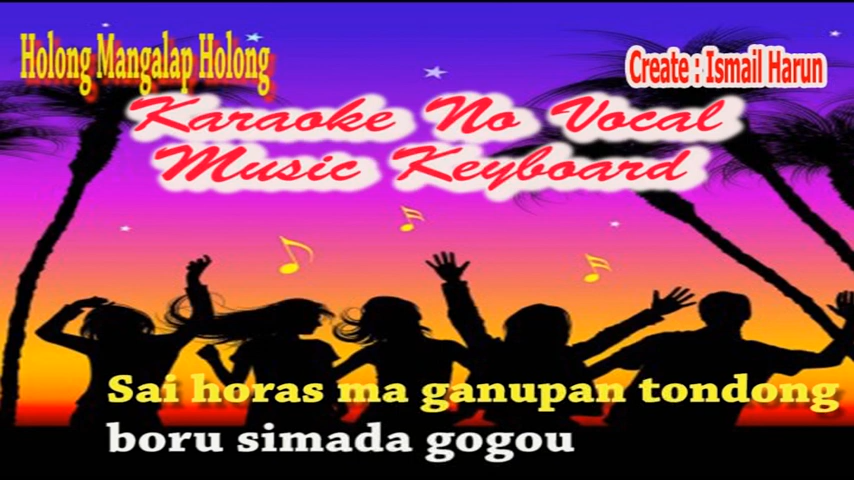 Holong Mangalap Holong
Create : Ismail Harun
Karaoke No Vocal
Music Keyboard
Sai horas ma ganupan tondong
boru simada gogou